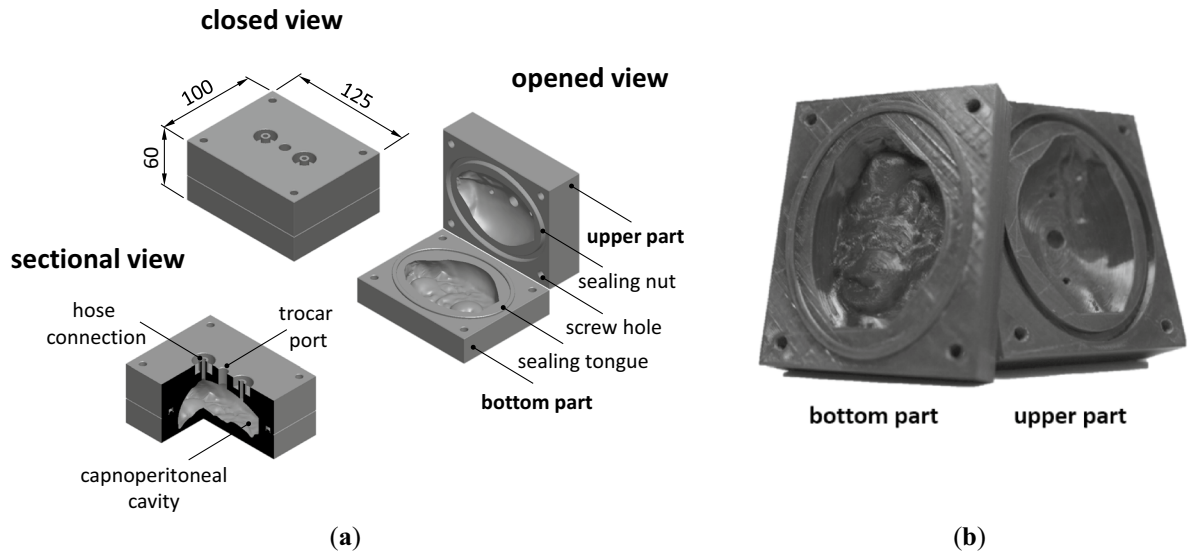 closed view
100
125
60
opened view
upper part
sealing nut
screw hole
sealing tongue
bottom part
sectional view
hose
connection
trocar
port
capnoperitoneal
cavity
(a)
bottom part
upper part
(b)